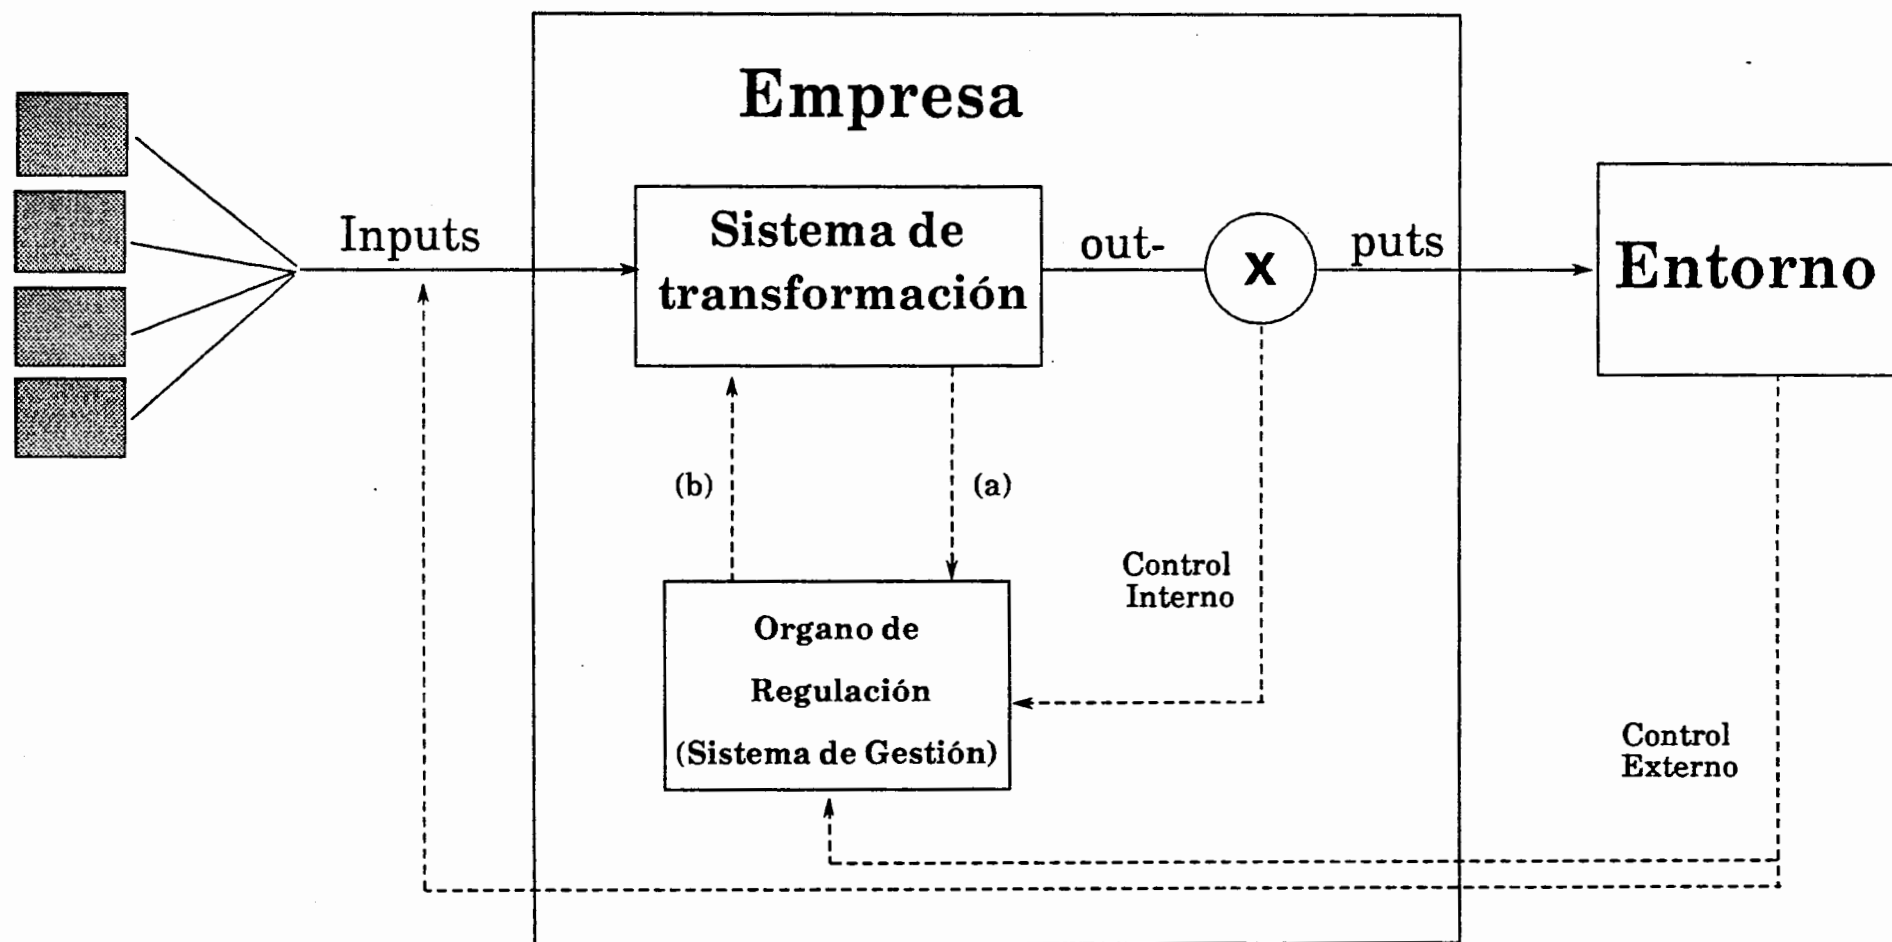 Empresa
Inputs
Sistema de
transformación
out-
X
puts
Entorno
(b)
(a)
Control
Interno
Organo de
Regulación
(Sistema de Gestión)
Control
Externo